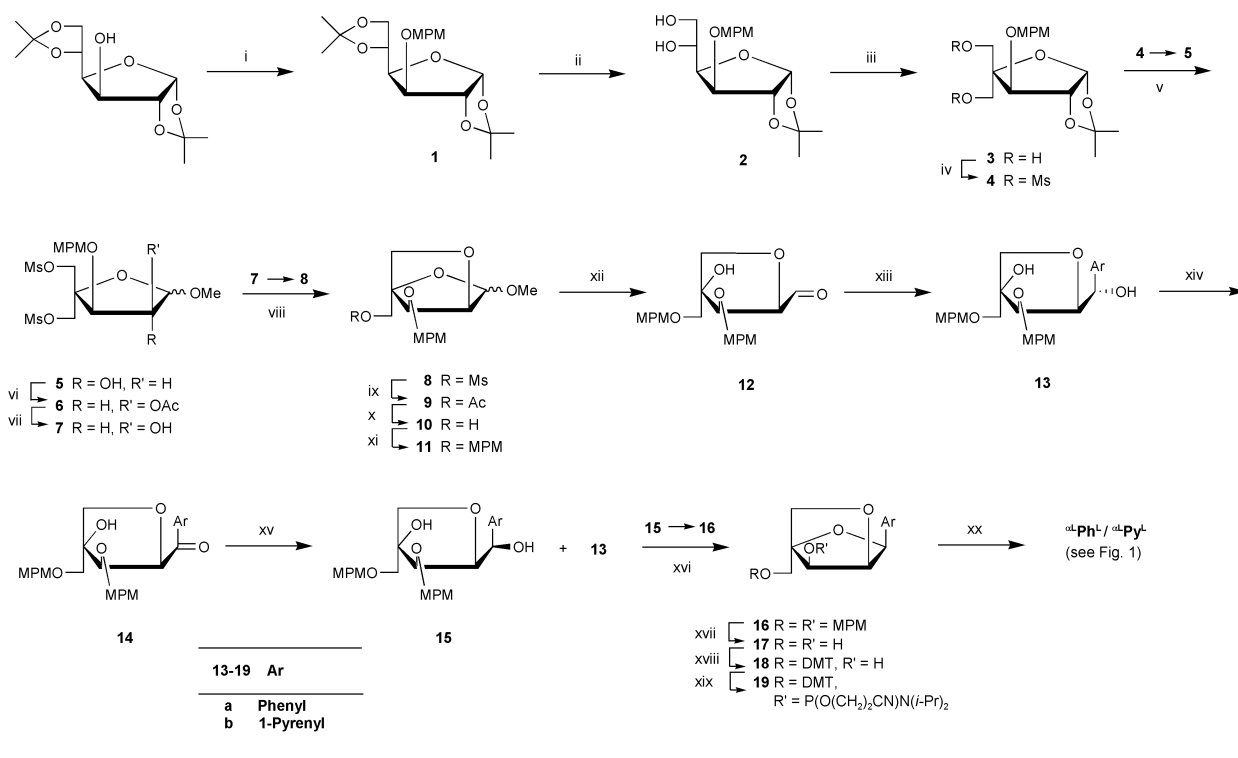 OH
O
O
O
O
O
i
O
O
OMPM
O
O
O
1
ii
HO
HO
OMPM
O
O
O
2
iii
RO
RO
OMPM
O
O
O
3 R = H
iv
4 R = Ms
4 → 5
v
MPMO
R'
MsO
O
OMe
MsO
R
5 R = OH, R' = H
vi
6 R = H, R' = OAc
vii
7 R = H, R' = OH
7 → 8
viii
O
O
O
OMe
RO
MPM
8 R = Ms
ix
9 R = Ac
x
10 R = H
xi
11 R = MPM
xii
O
OH
O
O
MPMO
MPM
12
xiii
O
OH
Ar
O
OH
MPMO
MPM
13
xiv
O
OH
Ar
O
O
MPMO
MPM
14
xv
O
OH
Ar
O
OH
MPMO
MPM
15
+ 13
15 → 16
xvi
O
O
Ar
OR'
RO
16 R = R' = MPM
xvii
17 R = R' = H
xviii
18 R = DMT, R' = H
xix
19 R = DMT,
R' = P(O(CH2)2CN)N(i-Pr)2
xx
αLPhL / αLPyL
(see Fig. 1)
13-19 Ar
a Phenyl
b 1-Pyrenyl